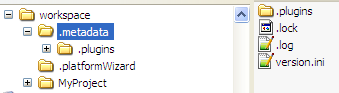 workspace
.metadata
.plugins
.platformWizard
MyProject
.plugins
.lock
.log
version.ini